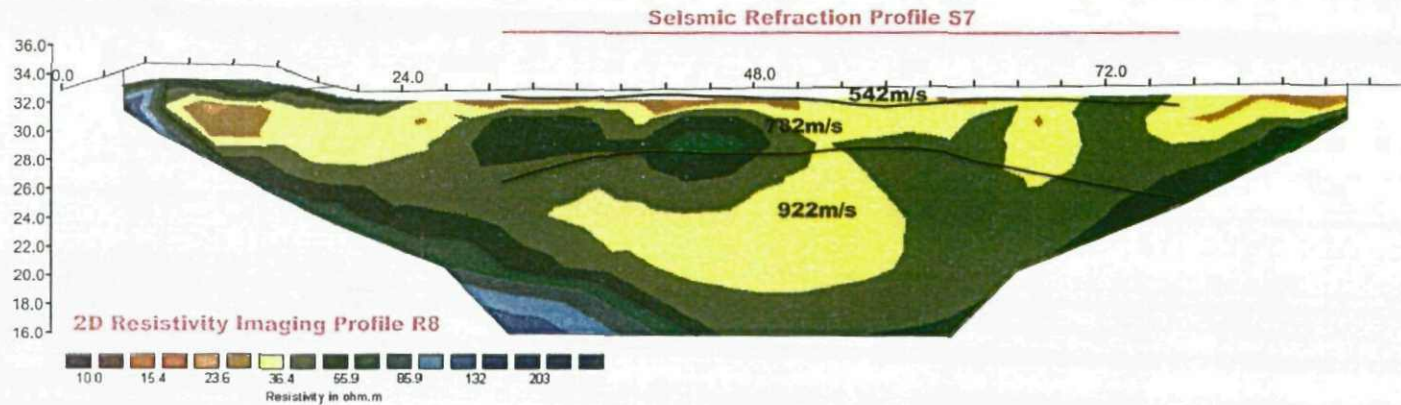 Seismic Refraction Profile S7
36.0
34.0
0.0 24.0 48.0 72.0
542m/s
32.0
782m/s
30.0
28.0
26.0
922m/s
24.0
22.0
20.0
18.0
2D Resistivity Imaging Profile R8
16.0
10.0 15.4 23.6 36.4 55.9 85.9 132 203
Resistivity in ohm.m